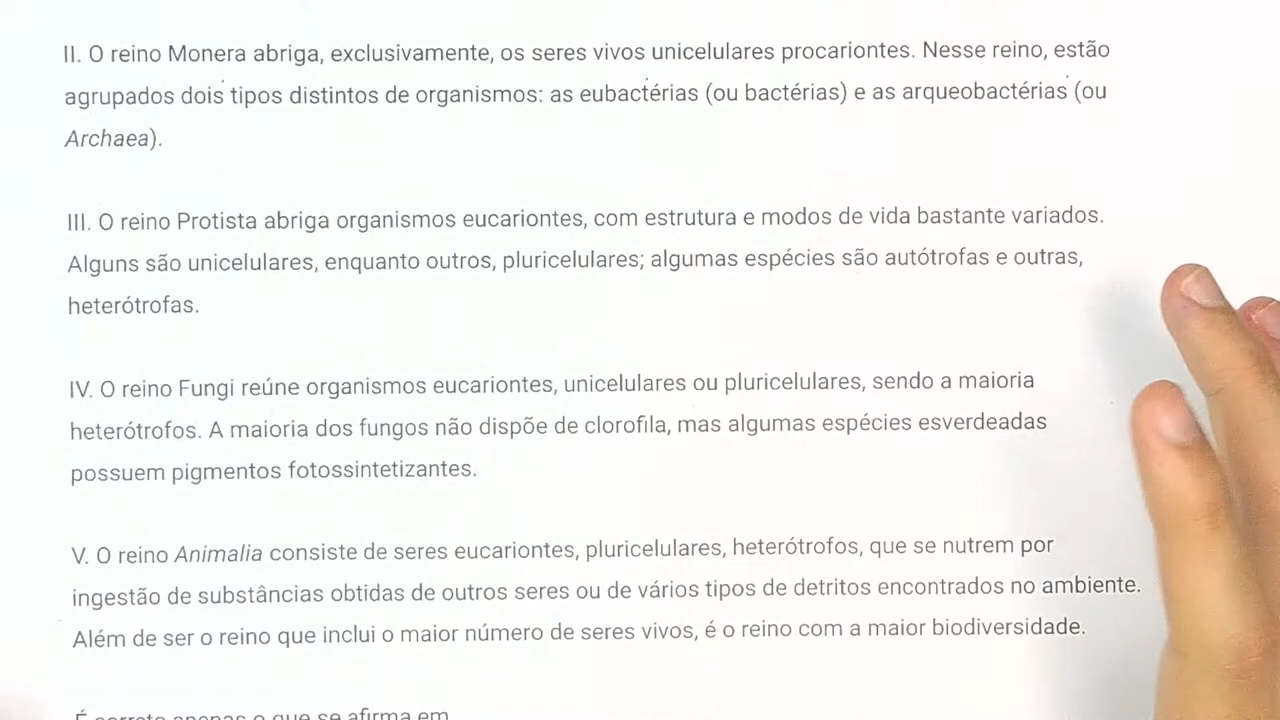 II. O reino Monera abriga, exclusivamente, os seres vivos unicelulares procariontes. Nesse reino, estão
agrupados dois tipos distintos de organismos: as eubactérias (ou bactérias) e as arqueobactérias (ou
Archaea).
III. O reino Protista abriga organismos eucariontes, com estrutura e modos de vida bastante variados.
Alguns são unicelulares, enquanto outros, pluricelulares; algumas espécies são autótrofas e outras,
heterótrofas.
IV. O reino Fungi reúne organismos eucariontes, unicelulares ou pluricelulares, sendo a maioria
heterótrofos. A maioria dos fungos não dispõe de clorofila, mas algumas espécies esverdeadas
possuem pigmentos fotossintetizantes.
V. O reino Animalia consiste de seres eucariontes, pluricelulares, heterótrofos, que se nutrem por
ingestão de substâncias obtidas de outros seres ou de vários tipos de detritos encontrados no ambiente.
Além de ser o reino que inclui o maior número de seres vivos, é o reino com a maior biodiversidade.
É correto apenas o que se afirma em